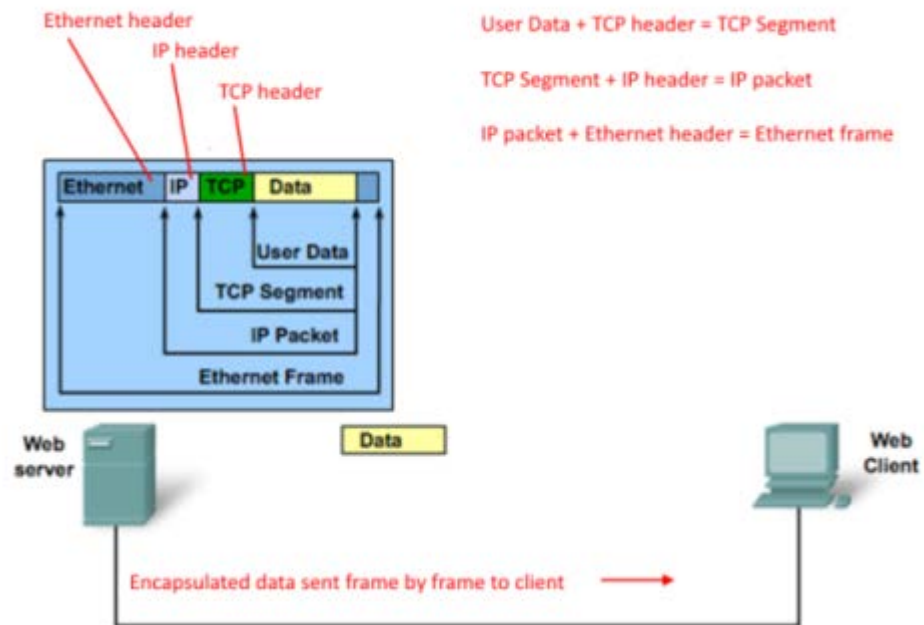 Ethernet header
IP header
TCP header
User Data + TCP header = TCP Segment
TCP Segment + IP header = IP packet
IP packet + Ethernet header = Ethernet frame
Ethernet IP TCP Data
User Data
TCP Segment
IP Packet
Ethernet Frame
Web
server
Data
Web
Client
Encapsulated data sent frame by frame to client